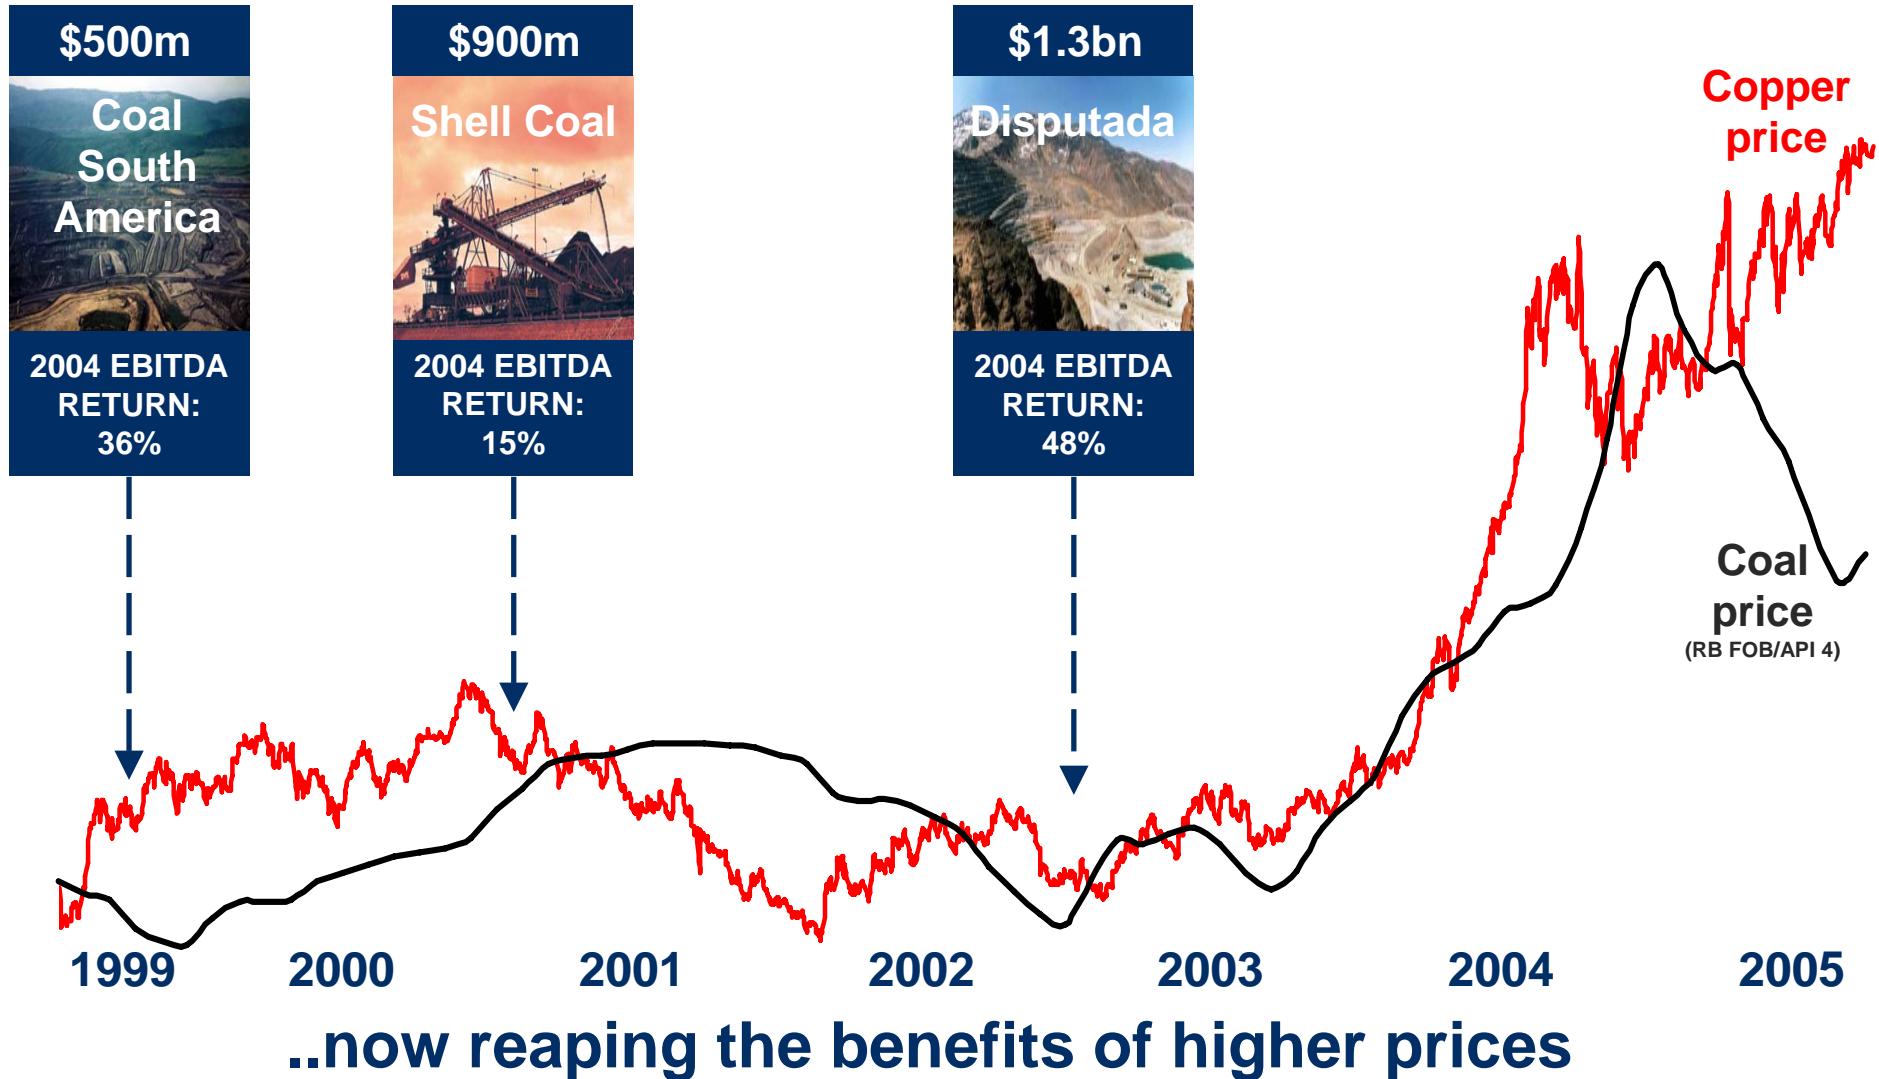 $500m
Coal
South
America
2004 EBITDA
RETURN:
36%
$900m
Shell Coal
2004 EBITDA
RETURN:
15%
$1.3bn
Disputada
2004 EBITDA
RETURN:
48%
Copper
price
Coal
price
(RB FOB/API 4)
1999 2000 2001 2002 2003 2004 2005
..now reaping the benefits of higher prices